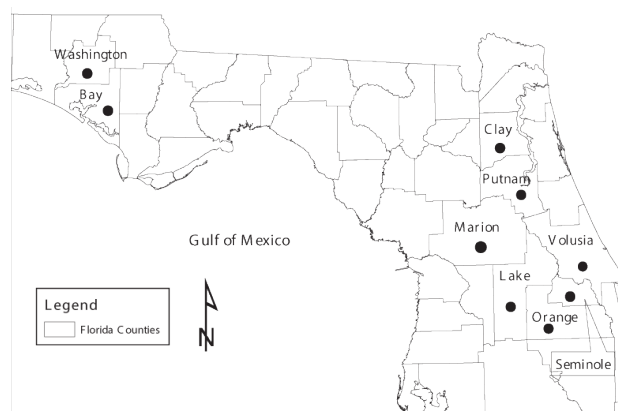 Washington
Bay
Clay
Putnam
Marion
Volusia
Gulf of Mexico
Lake
Legend
Florida Counties
Orange
N
Seminole